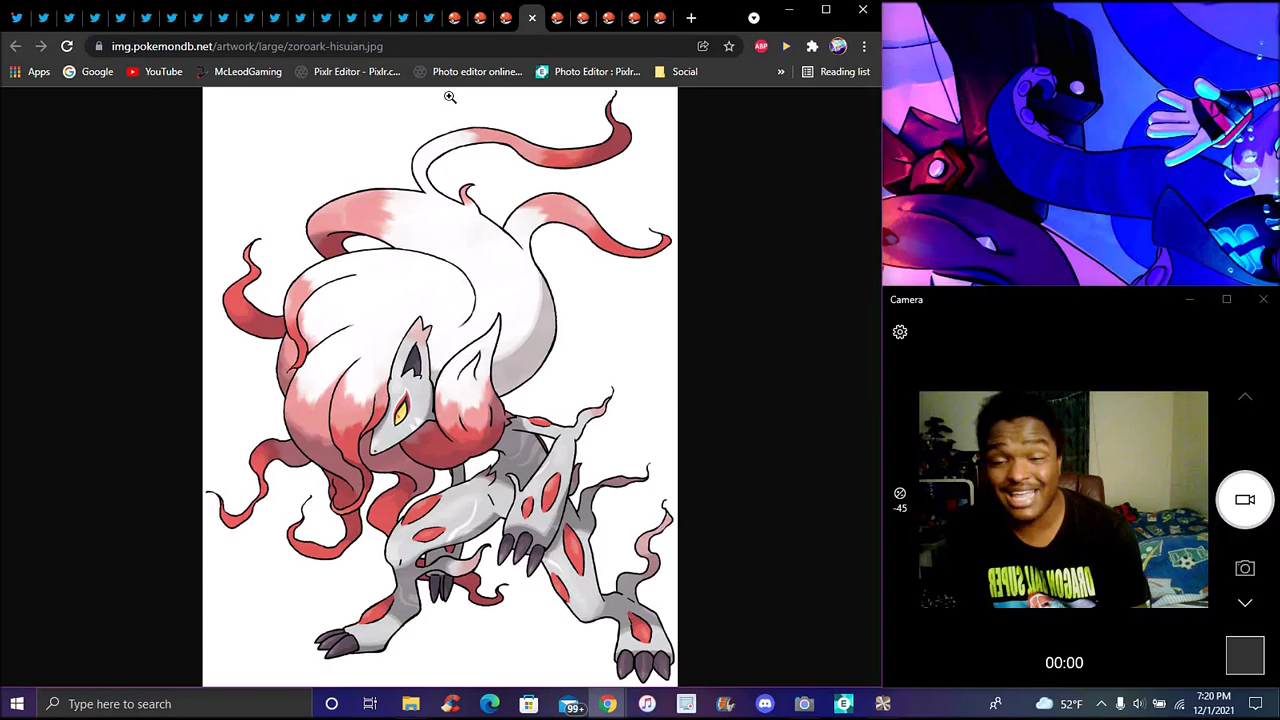 img.pokemondb.net/artwork/large/zoroark-hisuian.jpg
ABP
Apps
Google
YouTube
McLeodGaming
Pixlr Editor - Pixlr.c...
Photo editor online...
Photo Editor : Pixlr...
Social
»
Reading list
Camera
-45
DRAGON BALL SUPER
00:00
Type here to search
99+
52°F
7:20 PM
12/1/2021